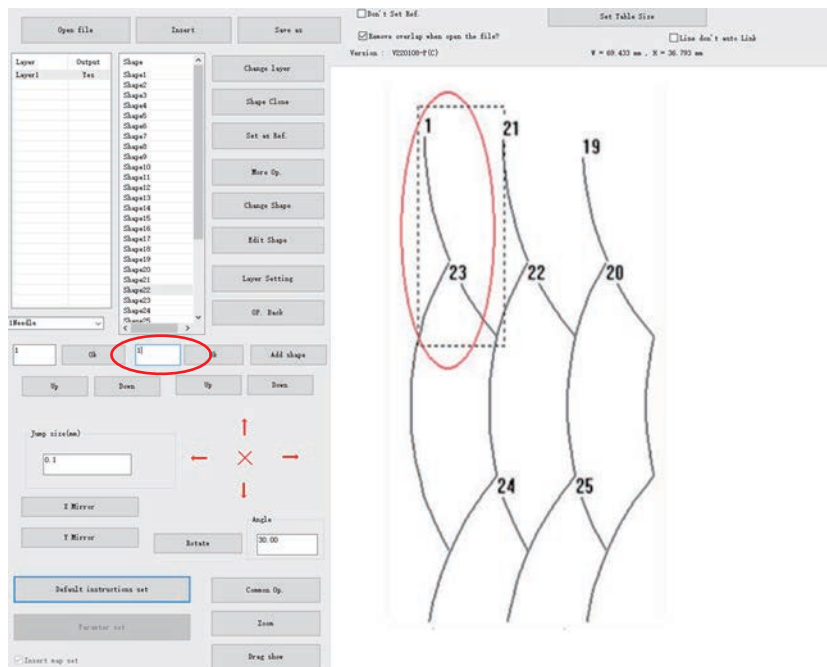 Open file
Insert
Save as
Layer Output
Layer1 Yes
Shape
Shape1
Shape2
Shape3
Shape4
Shape5
Shape6
Shape7
Shape8
Shape9
Shape10
Shape11
Shape12
Shape13
Shape14
Shape15
Shape16
Shape17
Shape18
Shape19
Shape20
Shape21
Shape22
Shape23
Shape24
Shape25
Change layer
Shape Clone
Set as Ref.
More Op.
Change Shape
Edit Shape
Layer Setting
OP. Back
1Needle
1
Ok
1
Add shape
Up
Down
Up
Down
Jump size(mm)
0.1
X Mirror
Y Mirror
Rotate
Angle
30.00
Default instructions set
Common Op.
Zoom
Insert map set
Drag show
Don't Set Ref.
Set Table Size
Remove overlap when open the file?
Line don't auto Link
Version : V220108-P(C)
W = 69.433 mm , H = 36.793 mm
1
21
19
23
22
20
24
25